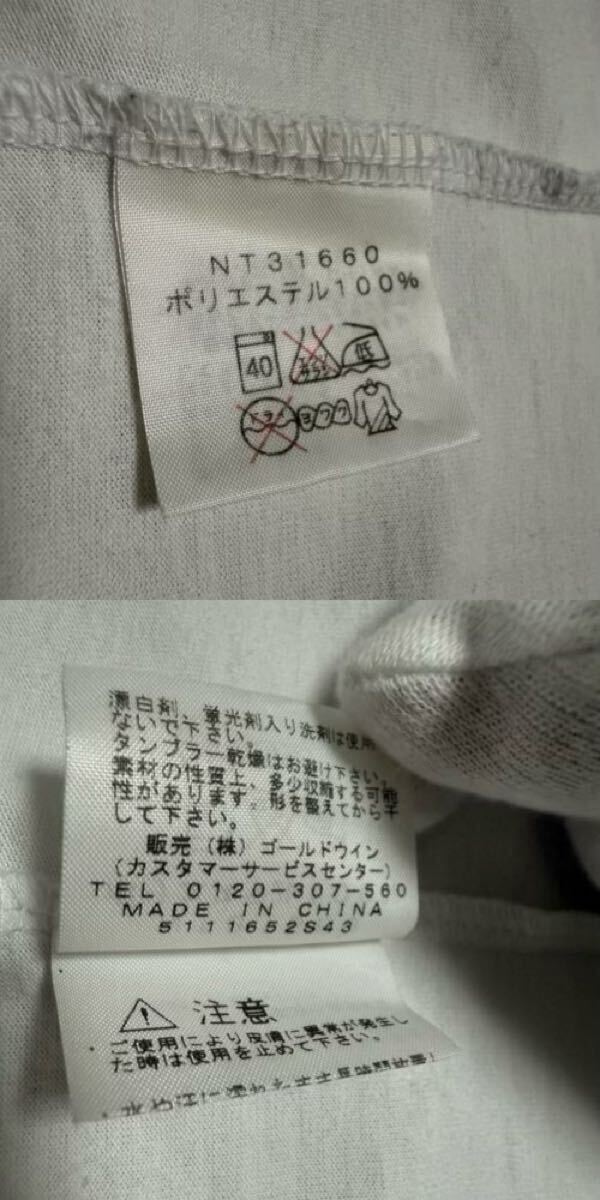 NT31660
ポリエステル100%
40
低
ドライ
ヨワク
漂白剤、蛍光剤入り洗剤は使用
ないで下さい。
タンブラー乾燥はお避け下さい。
素材の性質上、多少収縮する可能
性があります。形を整えてから干
して下さい。
販売(株)ゴールドウイン
(カスタマーサービスセンター)
TEL 0120-307-560
MADE IN CHINA
5111652S43
注意
・ご使用により皮膚に異常が発生し
た時は使用を止めて下さい。